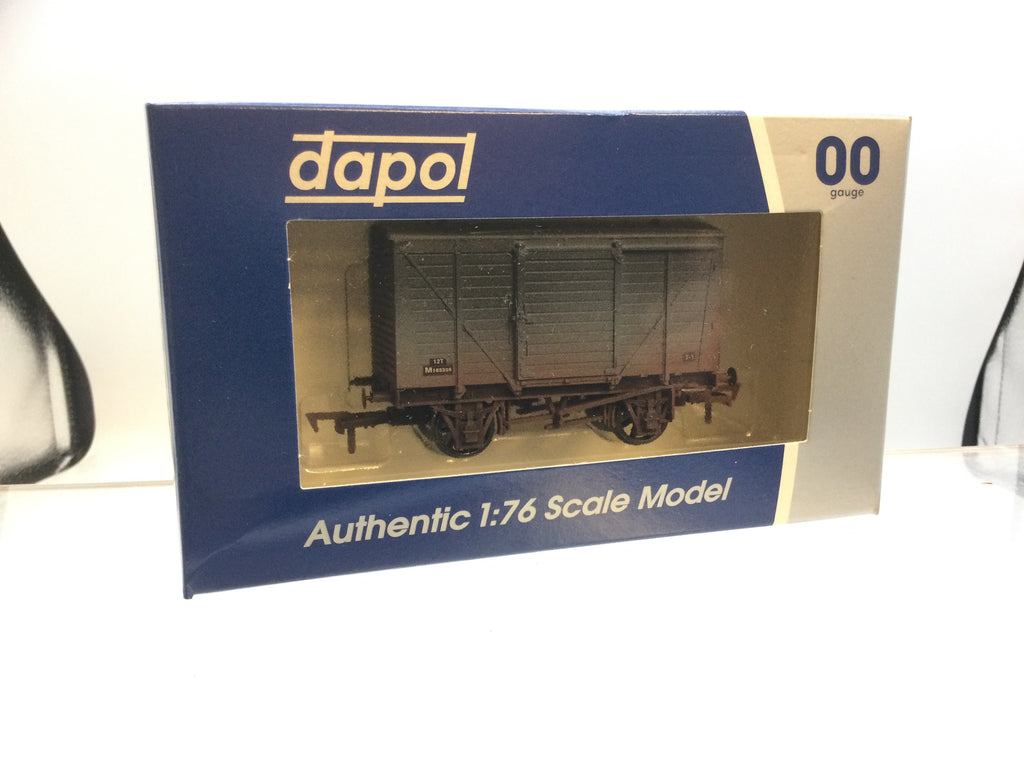 dapol
00
gauge
12T
Authentic 1:76 Scale Model